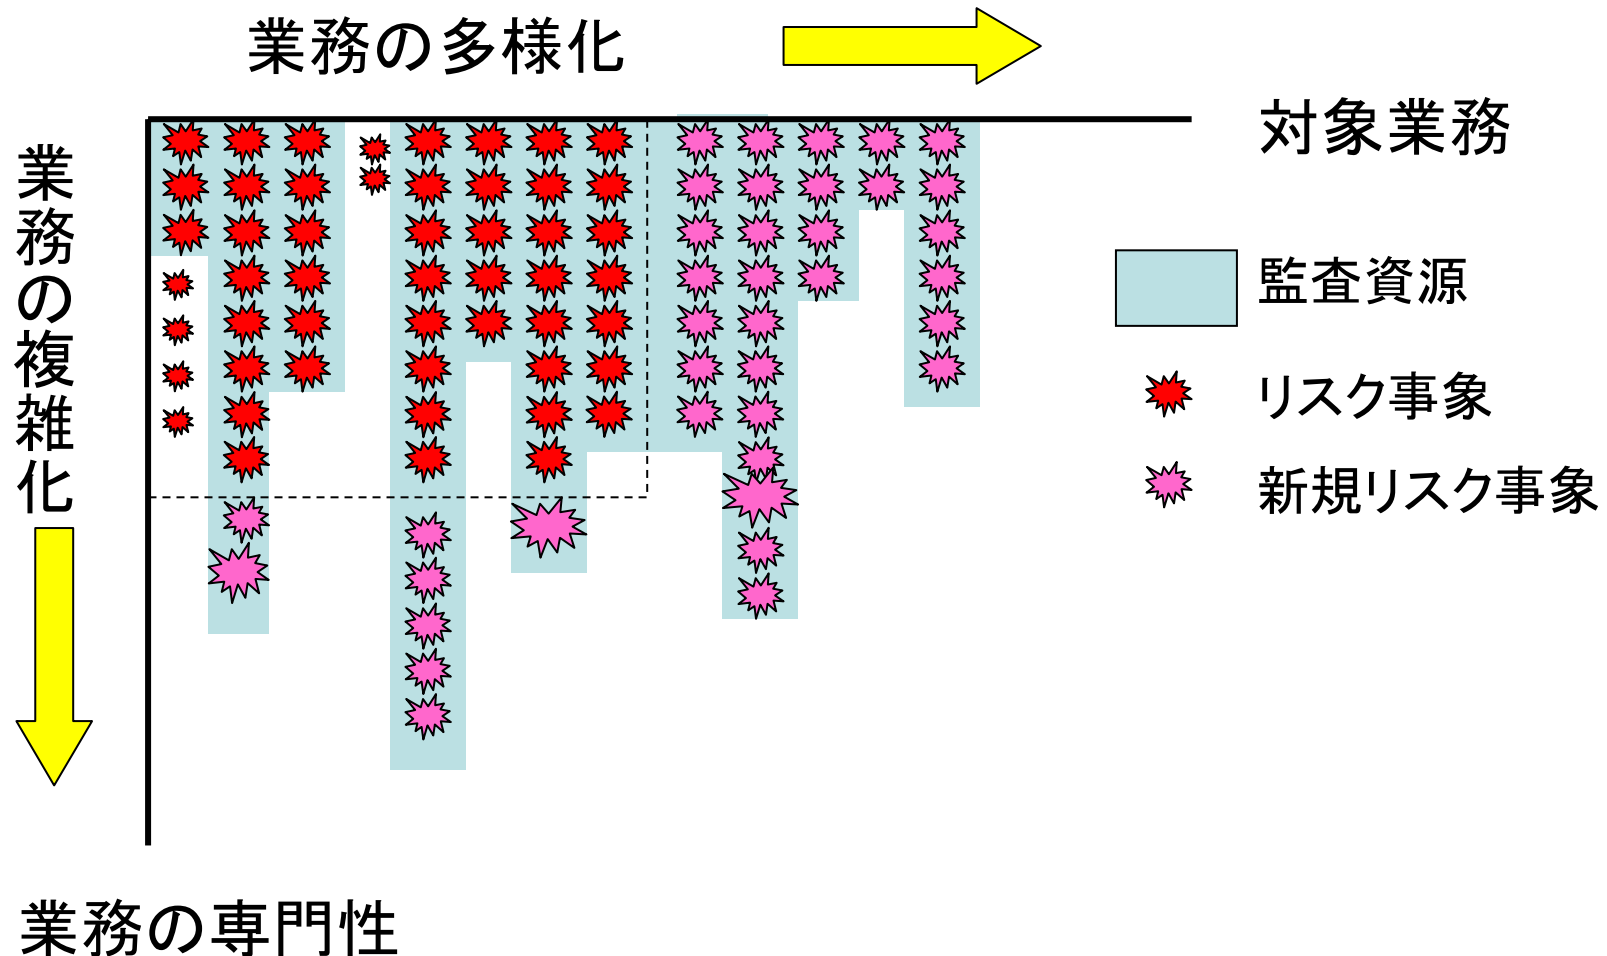 業務の多様化
対象業務
業務の複雑化
監査資源
リスク事象
新規リスク事象
業務の専門性